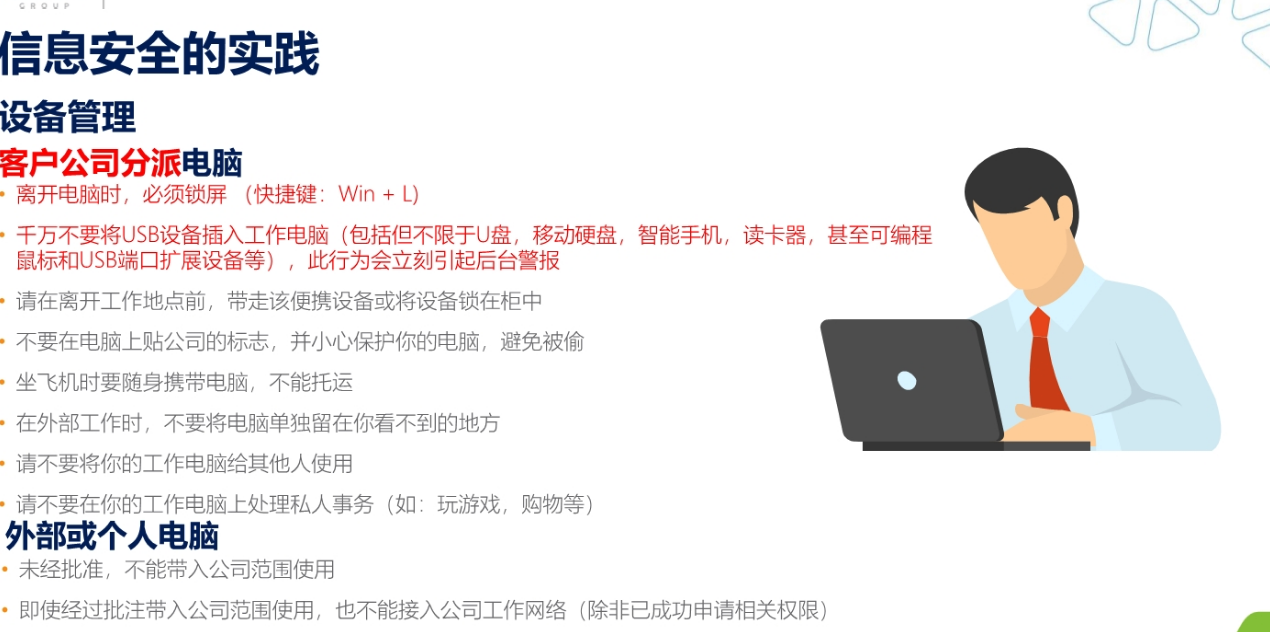 GROUP
信息安全的实践
设备管理
客户公司分派电脑
• 离开电脑时，必须锁屏 （快捷键：Win + L)
• 千万不要将USB设备插入工作电脑（包括但不限于U盘，移动硬盘，智能手机，读卡器，甚至可编程
鼠标和USB端口扩展设备等），此行为会立刻引起后台警报
• 请在离开工作地点前，带走该便携设备或将设备锁在柜中
• 不要在电脑上贴公司的标志，并小心保护你的电脑，避免被偷
• 坐飞机时要随身携带电脑，不能托运
• 在外部工作时，不要将电脑单独留在你看不到的地方
• 请不要将你的工作电脑给其他人使用
• 请不要在你的工作电脑上处理私人事务（如：玩游戏，购物等）
外部或个人电脑
• 未经批准，不能带入公司范围使用
• 即使经过批注带入公司范围使用，也不能接入公司工作网络（除非已成功申请相关权限）